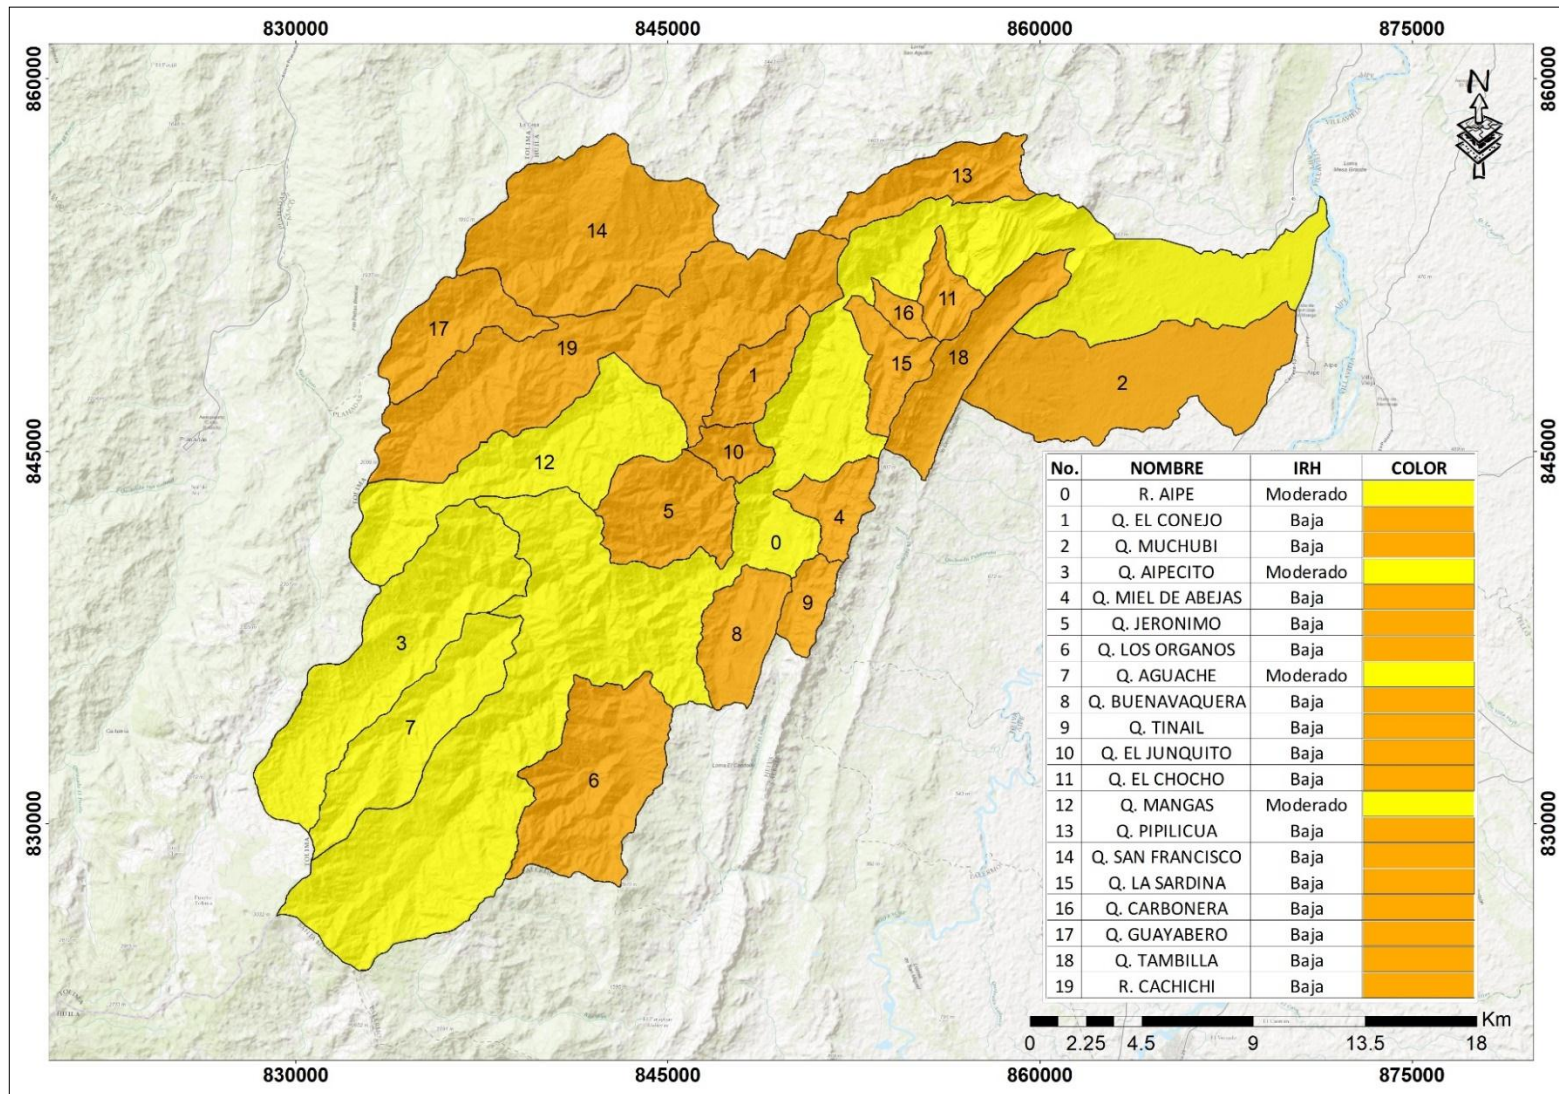 830000 845000 860000 875000
860000 860000
N
13
14
11
16
17
19
18
15
1
2
10
12
845000 845000
5
4
0
9
8
3
7
6
830000 830000
No. NOMBRE IRH COLOR
0 R. AIPE Moderado
1 Q. EL CONEJO Baja
2 Q. MUCHUBI Baja
3 Q. AIPECITO Moderado
4 Q. MIEL DE ABEJAS Baja
5 Q. JERONIMO Baja
6 Q. LOS ORGANOS Baja
7 Q. AGUACHE Moderado
8 Q. BUENAVAQUERA Baja
9 Q. TINAIL Baja
10 Q. EL JUNQUITO Baja
11 Q. EL CHOCHO Baja
12 Q. MANGAS Moderado
13 Q. PIPILICUA Baja
14 Q. SAN FRANCISCO Baja
15 Q. LA SARDINA Baja
16 Q. CARBONERA Baja
17 Q. GUAYABERO Baja
18 Q. TAMBILLA Baja
19 R. CACHICHI Baja
Km
0 2.25 4.5 9 13.5 18
830000 845000 860000 875000